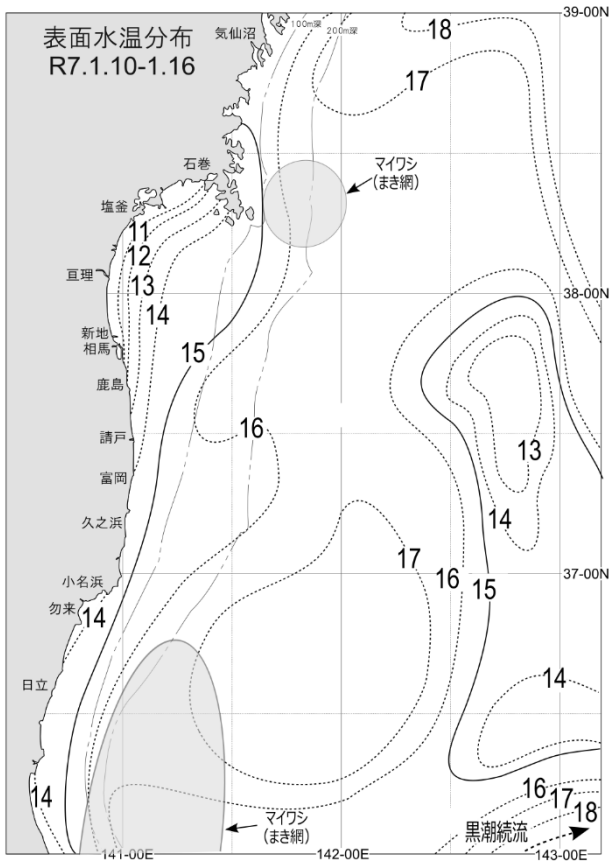 表面水温分布
R7.1.10-1.16
気仙沼
100m深
200m深
18
39-00N
17
マイワシ
(まき網)
石巻
塩釜
11
12
亘理
13
38-00N
14
新地
相馬
15
鹿島
16
請戸
13
富岡
久之浜
14
17
16
15
37-00N
小名浜
勿来
14
日立
14
14
16
17
18
マイワシ
(まき網)
黒潮続流
141-00E
142-00E
143-00E